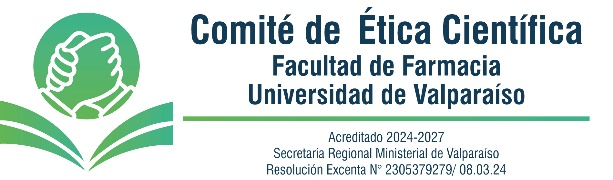 Comité de Ética Científica
Facultad de Farmacia
Universidad de Valparaíso
Acreditado 2024-2027
Secretaria Regional Ministerial de Valparaíso
Resolución Excenta N° 2305379279/ 08.03.24